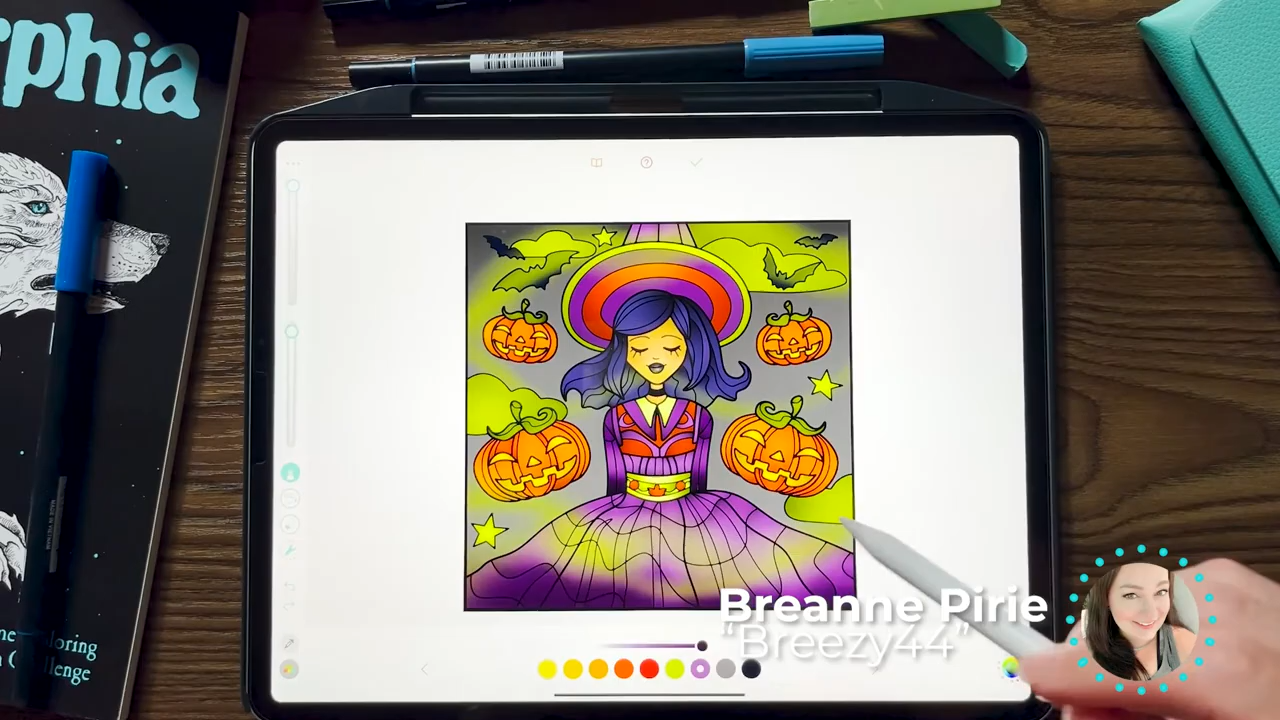 rphia
ne Coloring
Challenge
Breanne Pirie
"Breezy44"